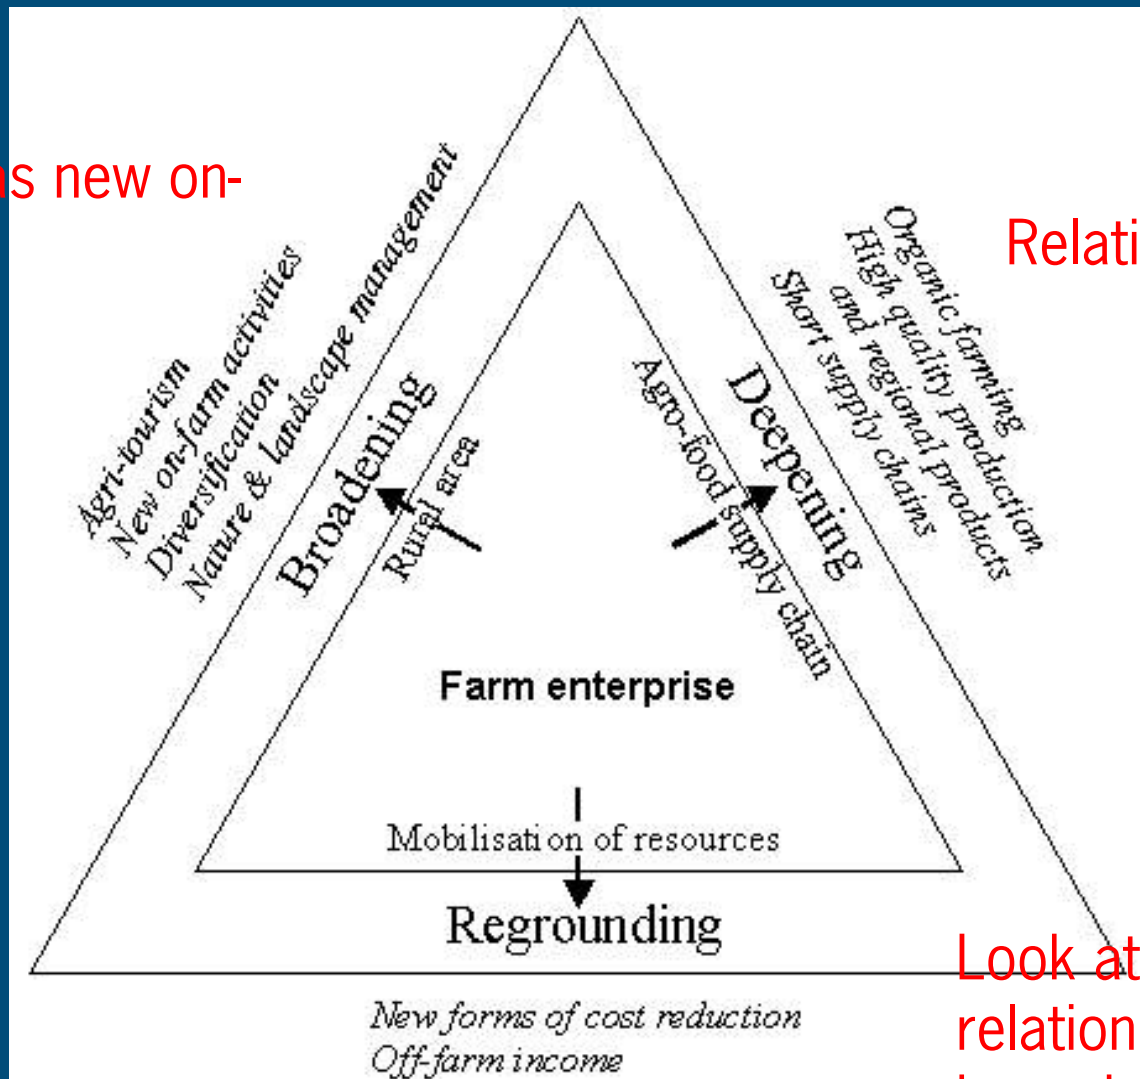 new on-
Relati
Agri-tourism
New on-farm activities
Diversification
Nature & landscape management
Broadening
Rural area
Organic farming
High quality production
and regional products
Short supply chains
Deepening
Agro-food supply chain
Farm enterprise
Mobilisation of resources
Regrounding
New forms of cost reduction
Off-farm income
Look at
relation